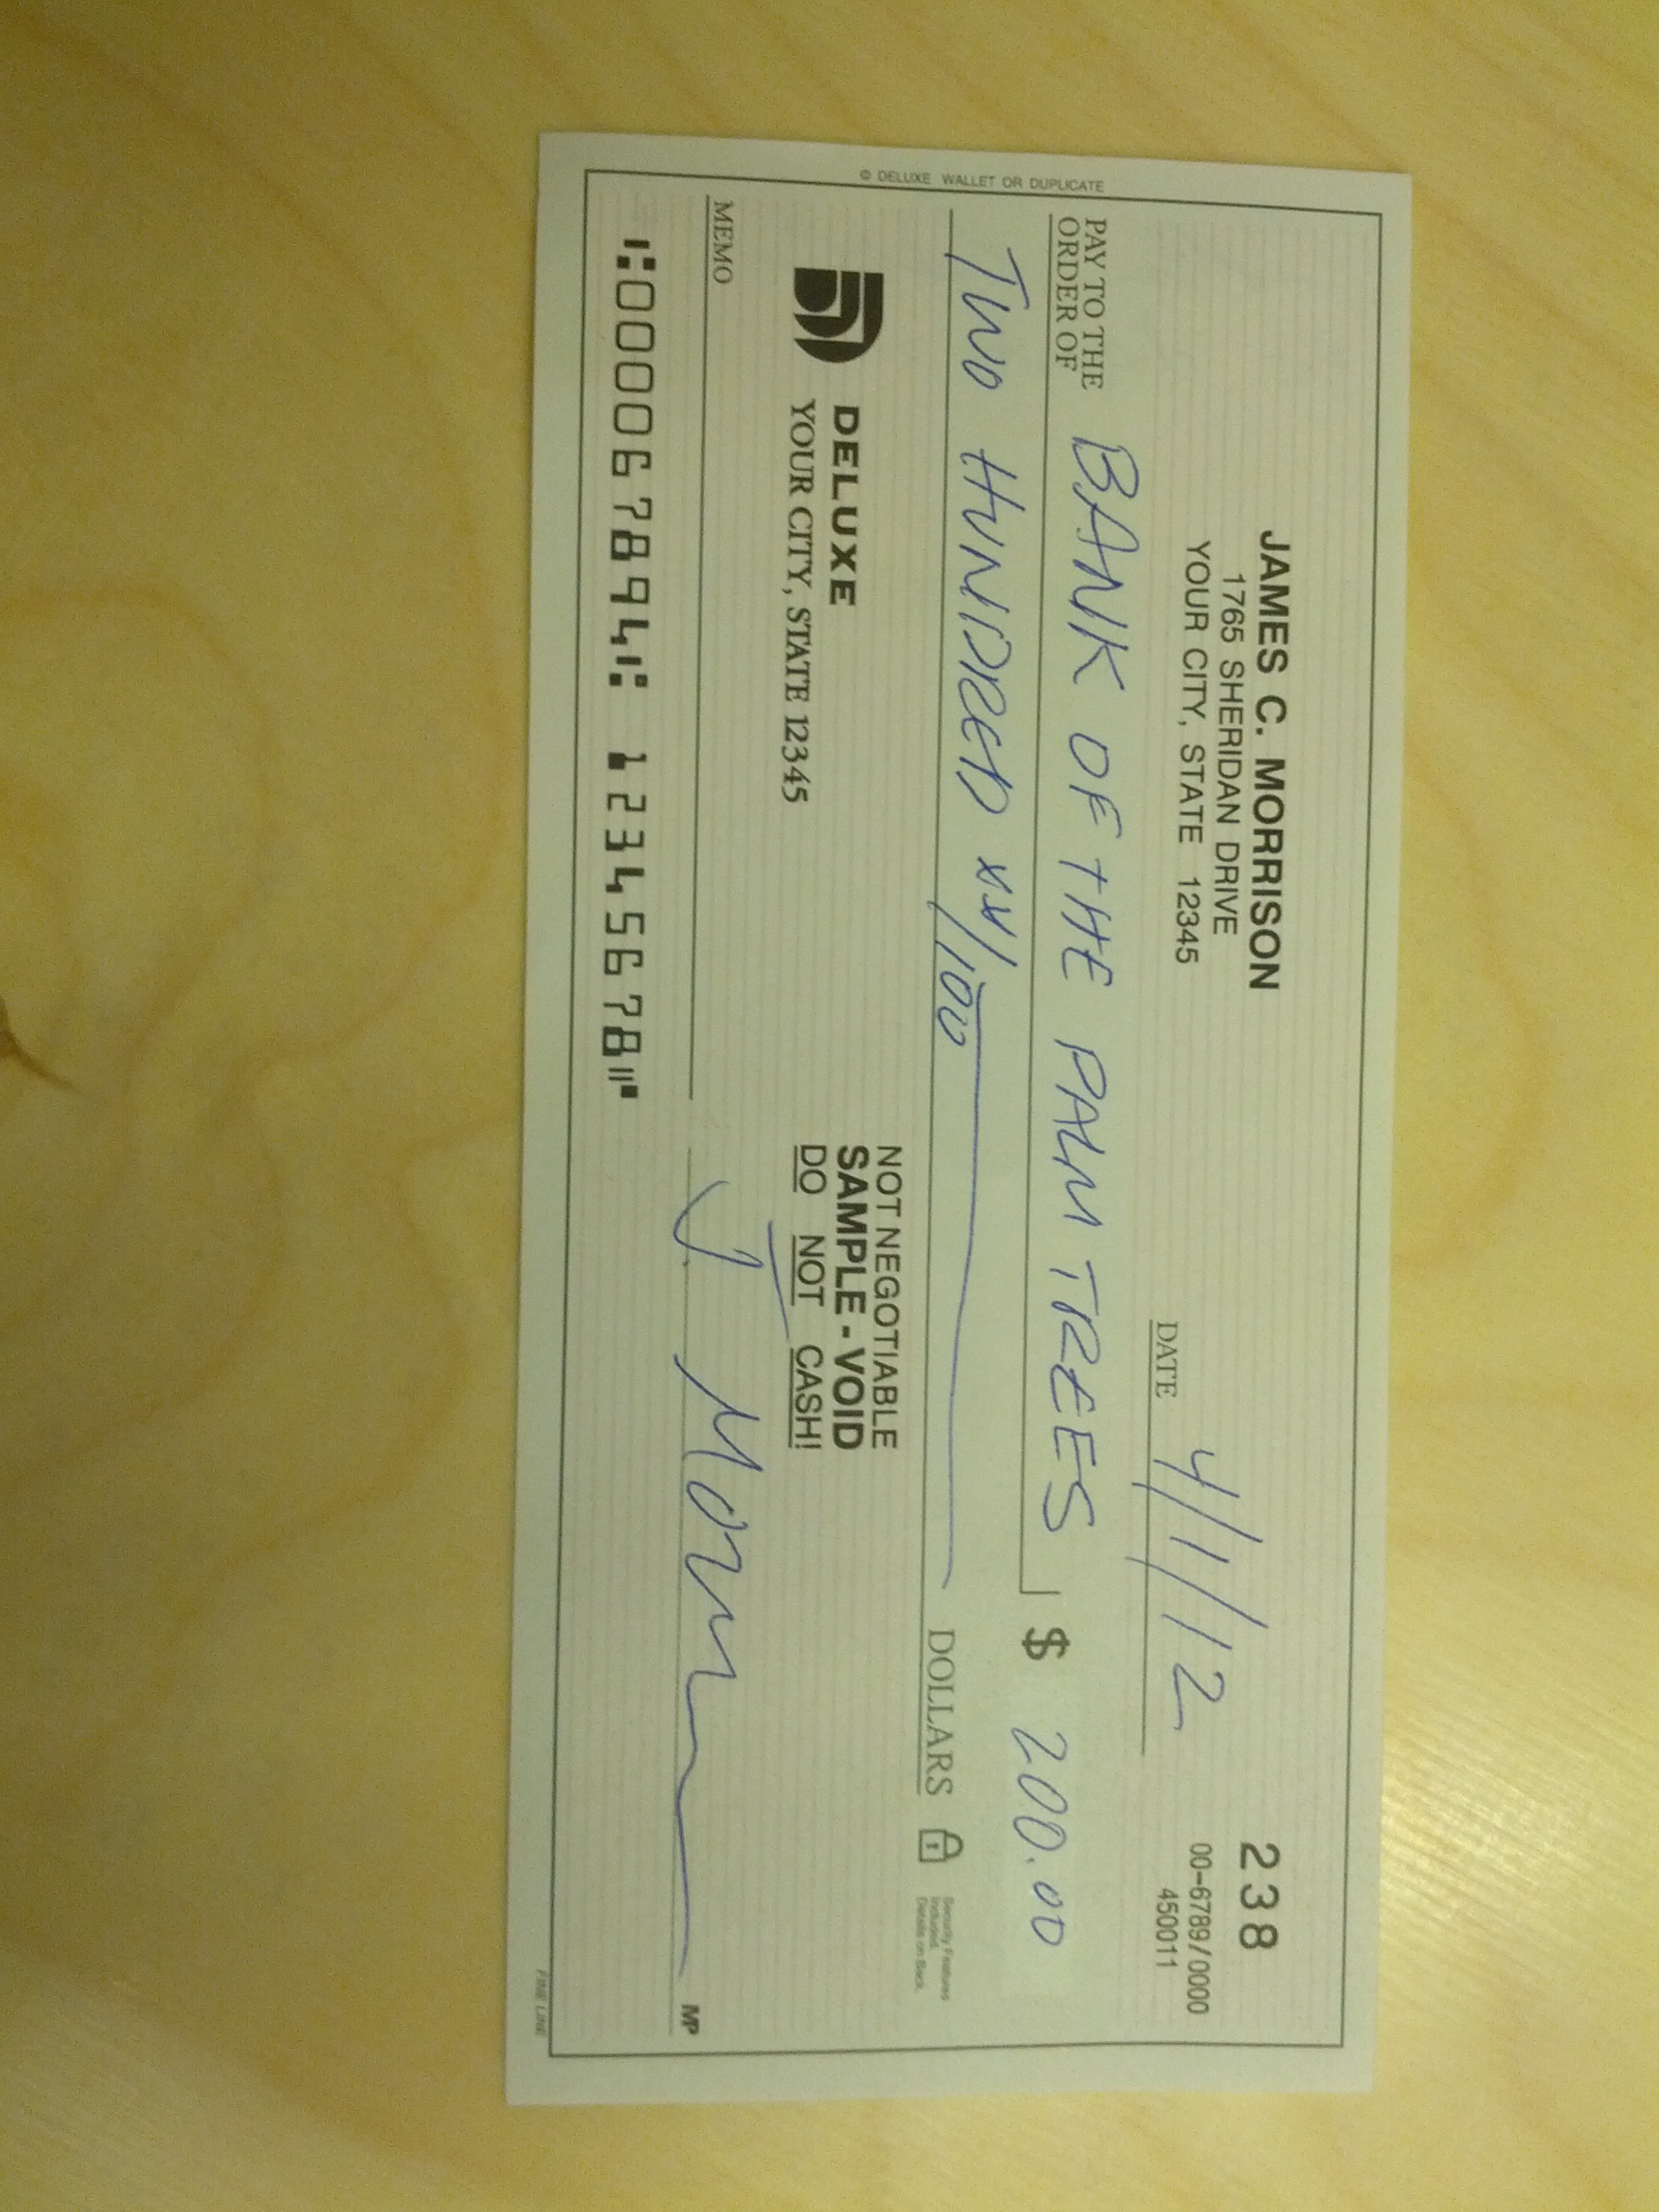 JAMES C. MORRISON
1765 SHERIDAN DRIVE
YOUR CITY, STATE 12345
238
00-6789/0000
450011
DATE 4/1/12
PAY TO THE
ORDER OF BANK OF THE PALM TREES $ 200.00
TWO HUNDRED xx/100 DOLLARS
Security Features
Included.
Details on Back.
DELUXE
YOUR CITY, STATE 12345
NOT NEGOTIABLE
SAMPLE - VOID
DO NOT CASH!
MEMO
J. Morr MP
⑆000067894⑆ 12345678⑈
© DELUXE WALLET OR DUPLICATE
FINE LINE